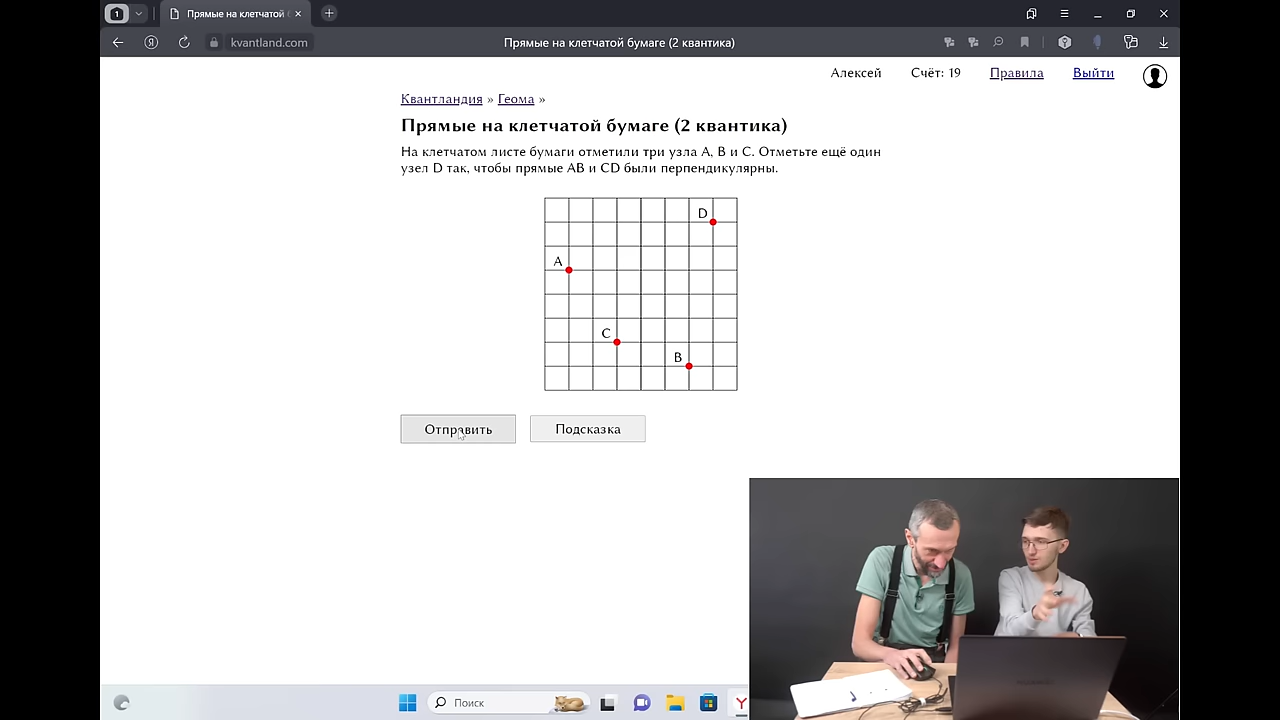 1
Прямые на клетчатой
kvantland.com
Прямые на клетчатой бумаге (2 квантика)
Алексей
Счёт: 19
Правила
Выйти
Квантландия » Геома »
Прямые на клетчатой бумаге (2 квантика)
На клетчатом листе бумаги отметили три узла A, B и C. Отметьте ещё один
узел D так, чтобы прямые AB и CD были перпендикулярны.
D
A
C
B
Отправить
Подсказка
Поиск